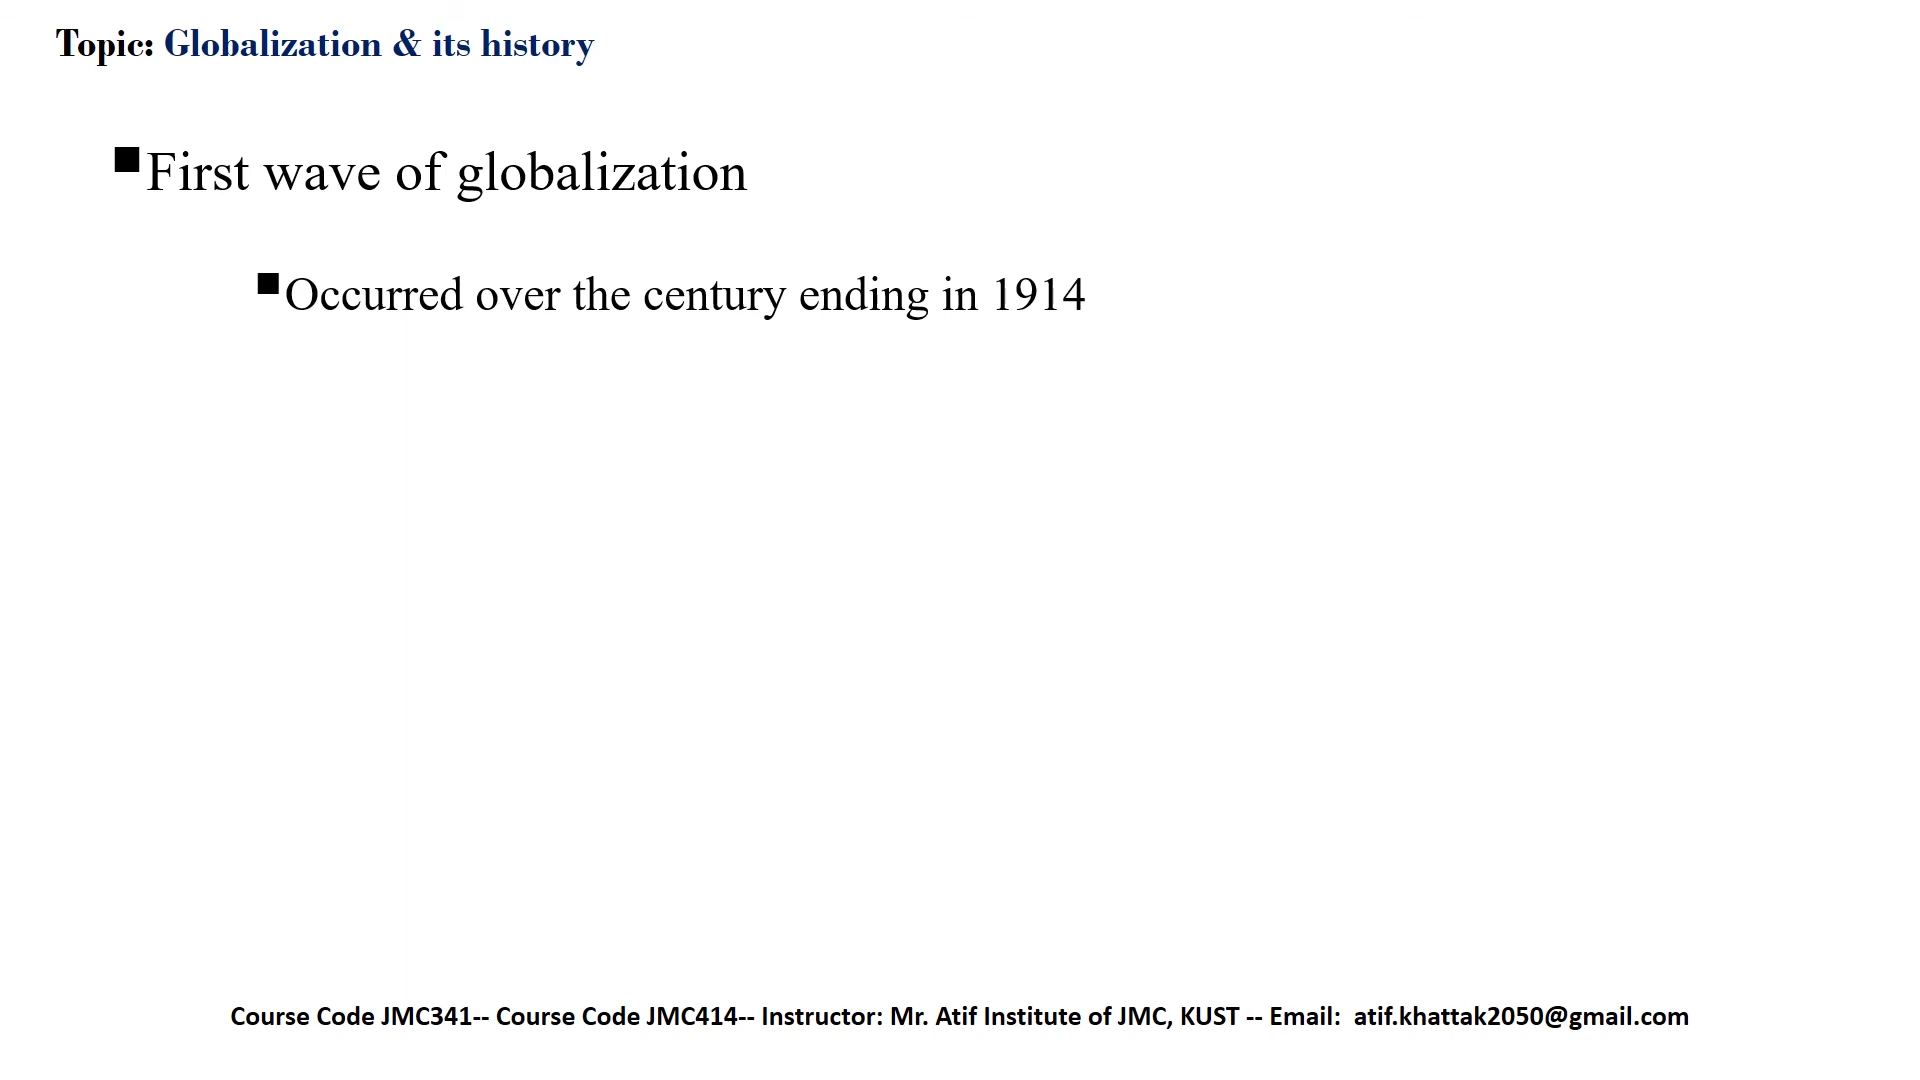 Topic: Globalization & its history
▪First wave of globalization
▪Occurred over the century ending in 1914
Course Code JMC341-- Course Code JMC414-- Instructor: Mr. Atif Institute of JMC, KUST -- Email:  atif.khattak2050@gmail.com